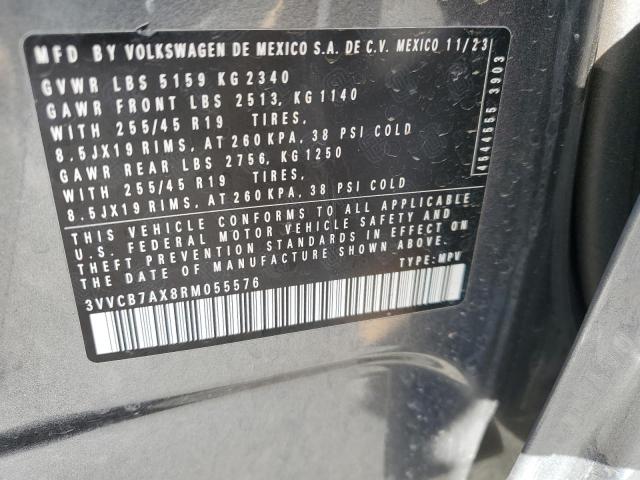 MFD BY VOLKSWAGEN DE MEXICO S.A. DE C.V. MEXICO 11/23
GVWR LBS 5159 KG 2340
GAWR FRONT LBS 2513, KG 1140
WITH 255/45 R19 TIRES,
8.5JX19 RIMS, AT 260 KPA, 38 PSI COLD
GAWR REAR LBS 2756, KG 1250
WITH 255/45 R19 TIRES,
8.5JX19 RIMS, AT 260 KPA, 38 PSI COLD
THIS VEHICLE CONFORMS TO ALL APPLICABLE
U.S. FEDERAL MOTOR VEHICLE SAFETY AND
THEFT PREVENTION STANDARDS IN EFFECT ON
THE DATE OF MANUFACTURE SHOWN ABOVE.
3VVCB7AX8RM055576 TYPE:MPV
4544555 3903